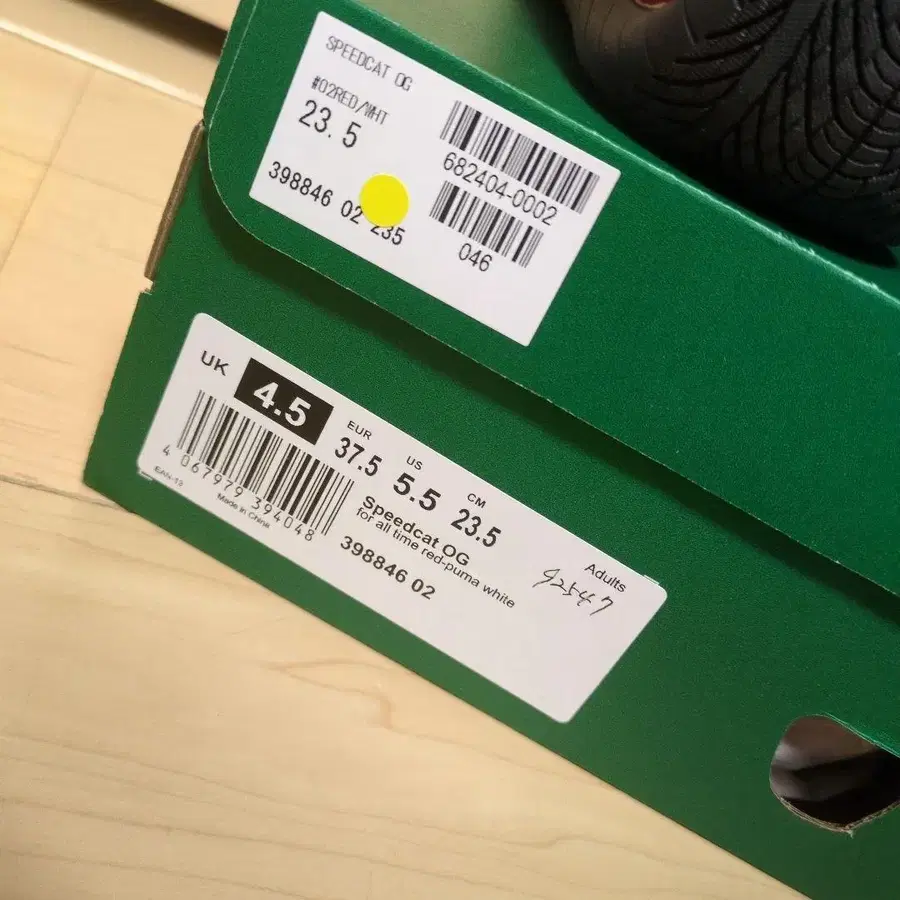 SPEEDCAT OG
#02RED/WHT
23.5
682404-0002
398846 02 235
046
UK 4.5
EUR 37.5
US 5.5
CM 23.5
4 067979 394048
EAN-13
Made in China
Speedcat OG
for all time red-puma white
398846 02
Adults